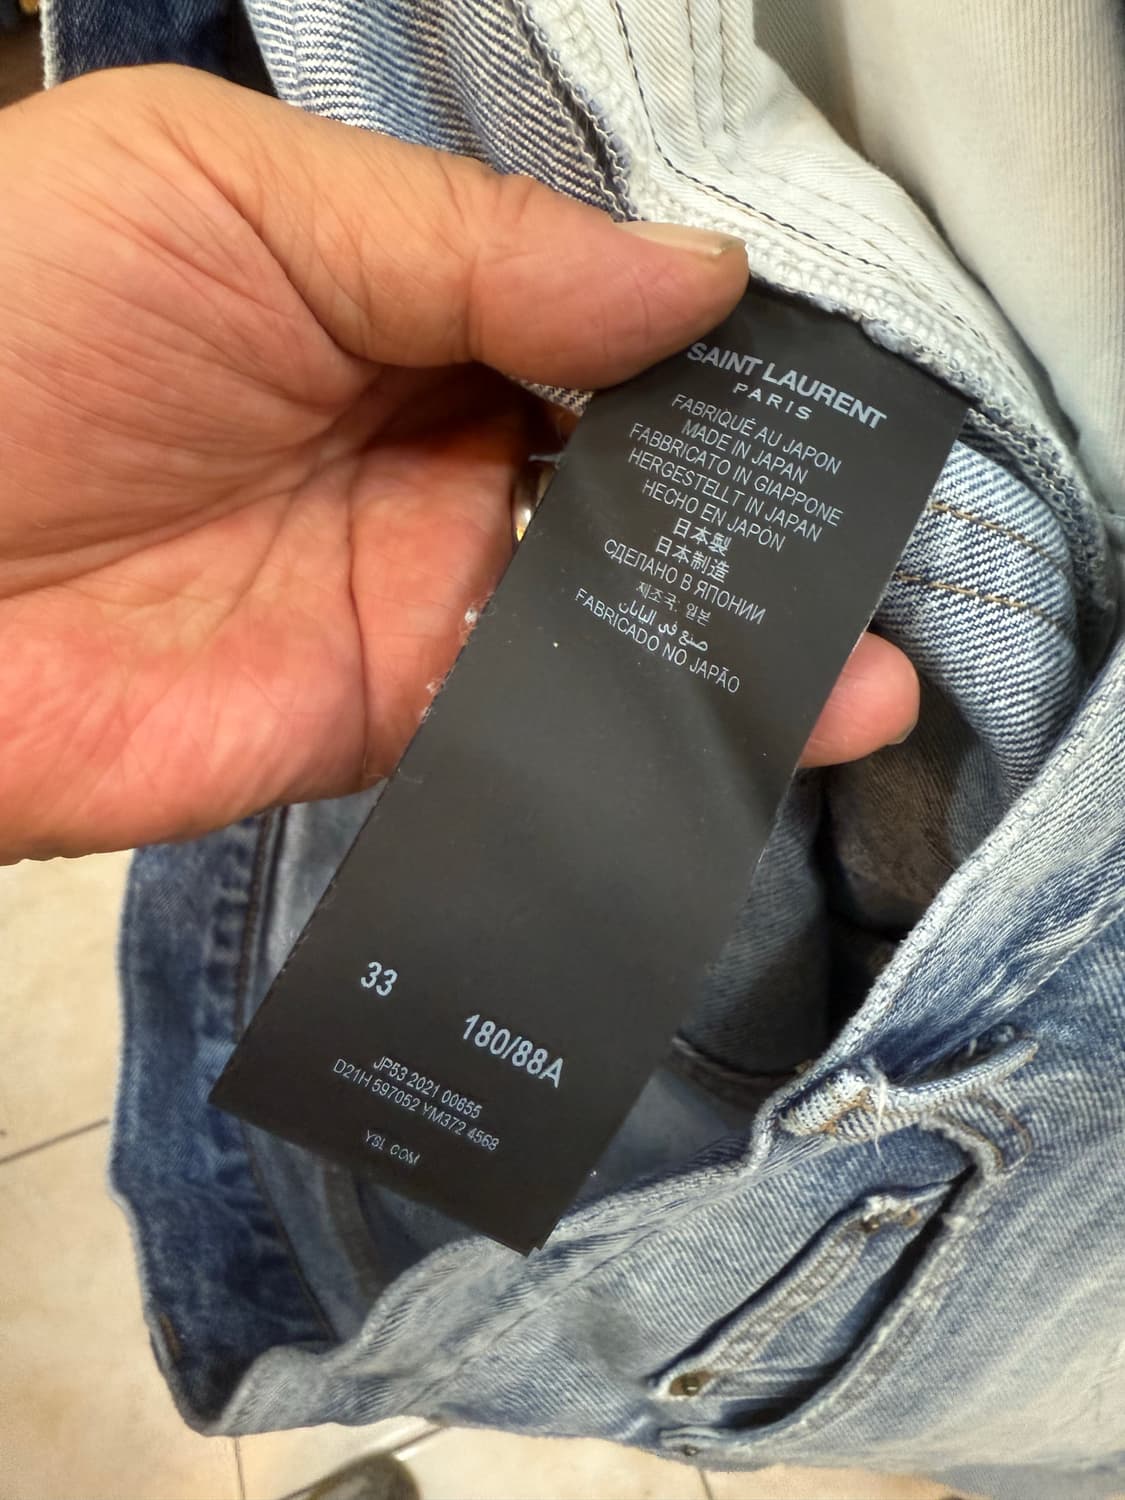 SAINT LAURENT
PARIS
FABRIQUÉ AU JAPON
MADE IN JAPAN
FABBRICATO IN GIAPPONE
HERGESTELLT IN JAPAN
HECHO EN JAPON
日本製
日本制造
СДЕЛАНО В ЯПОНИИ
제조국: 일본
صنع في اليابان
FABRICADO NO JAPÃO
33
180/88A
JP53 2021 00655
D21H 597052 YM372 4568
YSL.COM